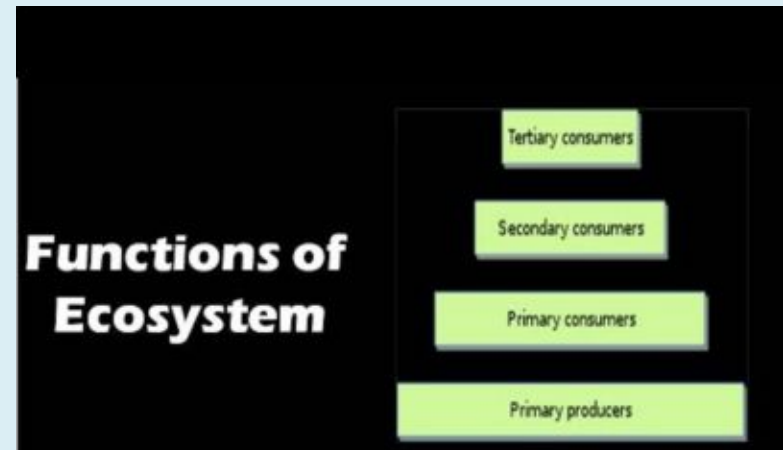 Functions of
Ecosystem
Tertiary consumers
Secondary consumers
Primary consumers
Primary producers